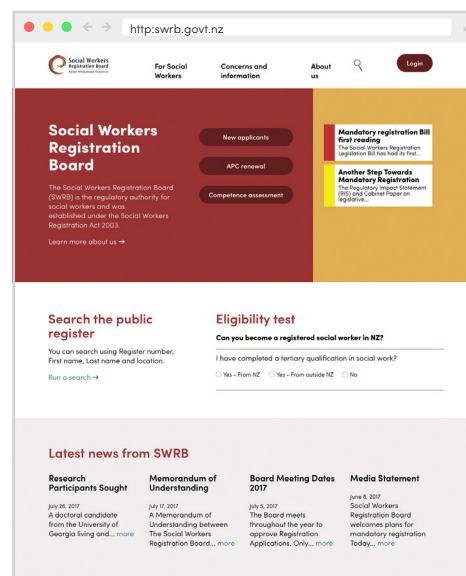 http:swrb.govt.nz
Social Workers
Registration Board
For Social
Workers
Concerns and
information
About
us
Login
Social Workers
Registration
Board
The Social Workers Registration Board
(SWRB) is the regulatory authority for
social workers and was
established under the Social Workers
Registration Act 2003.
Learn more about us →
New applicants
APC renewal
Competence assessment
Mandatory registration Bill
first reading
The Social Workers Registration
Legislation Bill has had its first...
Another Step Towards
Mandatory Registration
The Regulatory Impact Statement
(RIS) and Cabinet Paper on
legislative...
Search the public
register
You can search using Register number,
First name, Last name and location.
Run a search →
Eligibility test
Can you become a registered social worker in NZ?
I have completed a tertiary qualification in social work?
Yes - From NZ
Yes - From outside NZ
No
Latest news from SWRB
Research
Participants Sought
July 26, 2017
A doctoral candidate
from the University of
Georgia living and... more
Memorandum of
Understanding
July 17, 2017
A Memorandum of
Understanding between
The Social Workers
Registration Board... more
Board Meeting Dates
2017
July 5, 2017
The Board meets
throughout the year to
approve Registration
Applications. Only... more
Media Statement
June 8, 2017
Social Workers
Registration Board
welcomes plans for
mandatory registration
Today... more